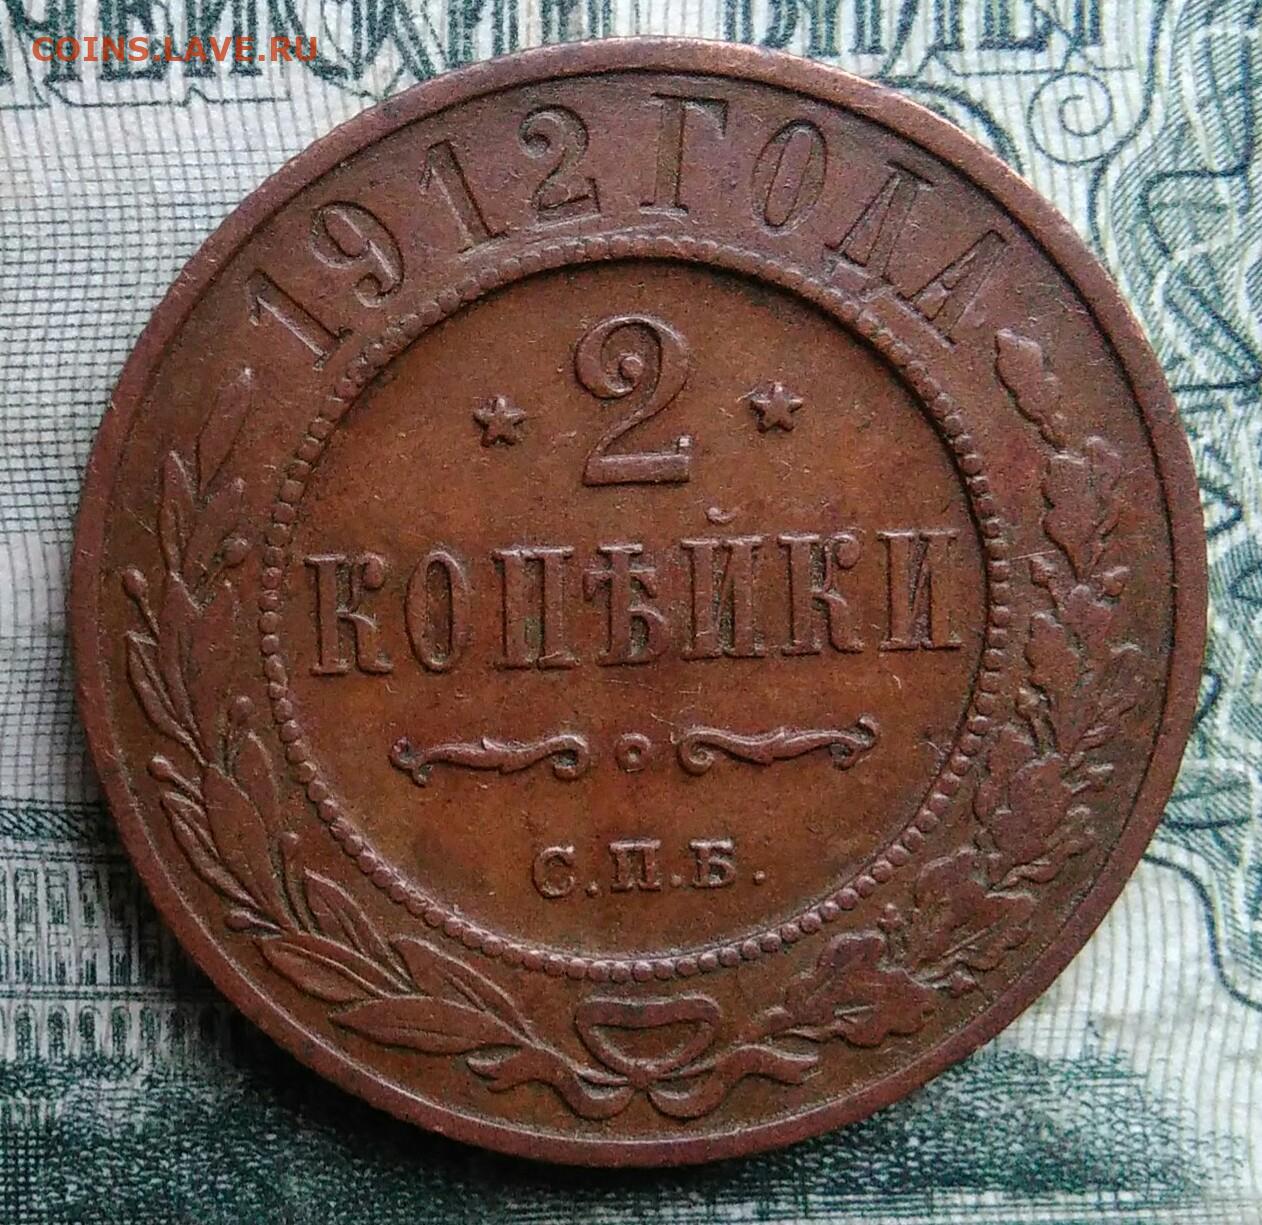 COINS.LAVE.RU
1912 ГОДА
2
КОПѢЙКИ
С.П.Б.